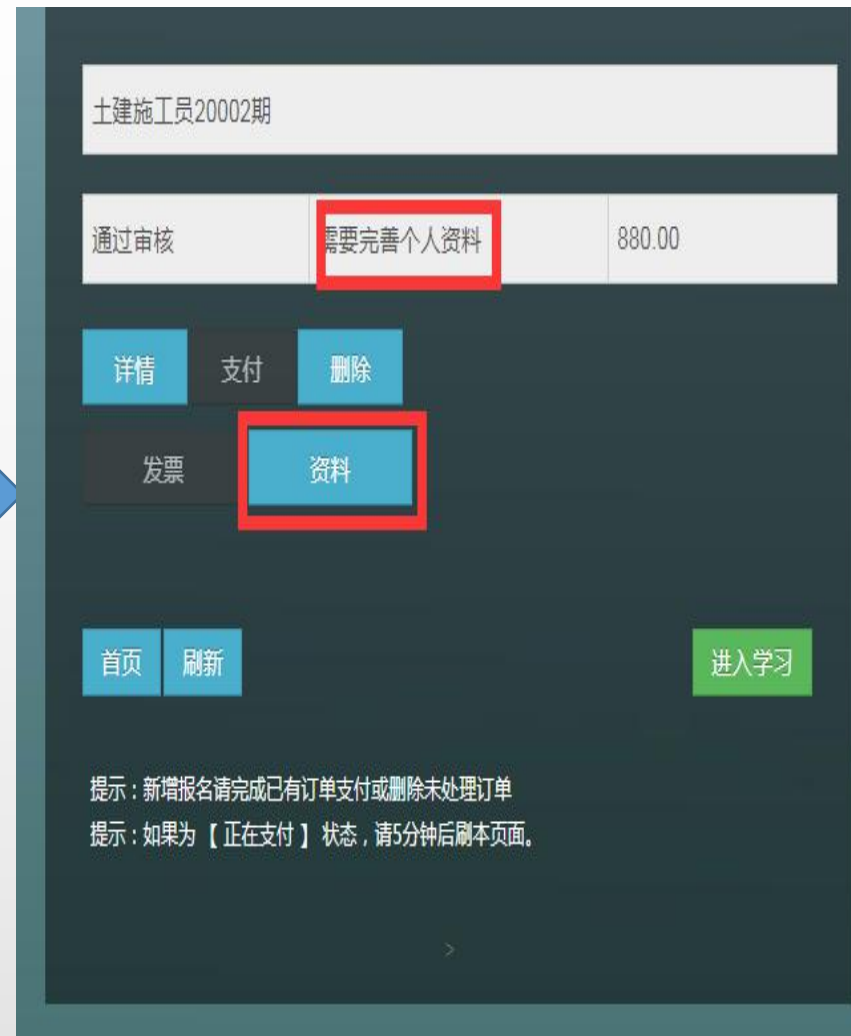 土建施工员20002期
通过审核 需要完善个人资料 880.00
详情 支付 删除
发票 资料
首页 刷新 进入学习
提示：新增报名请完成已有订单支付或删除未处理订单
提示：如果为【正在支付】状态，请5分钟后刷本页面。
>